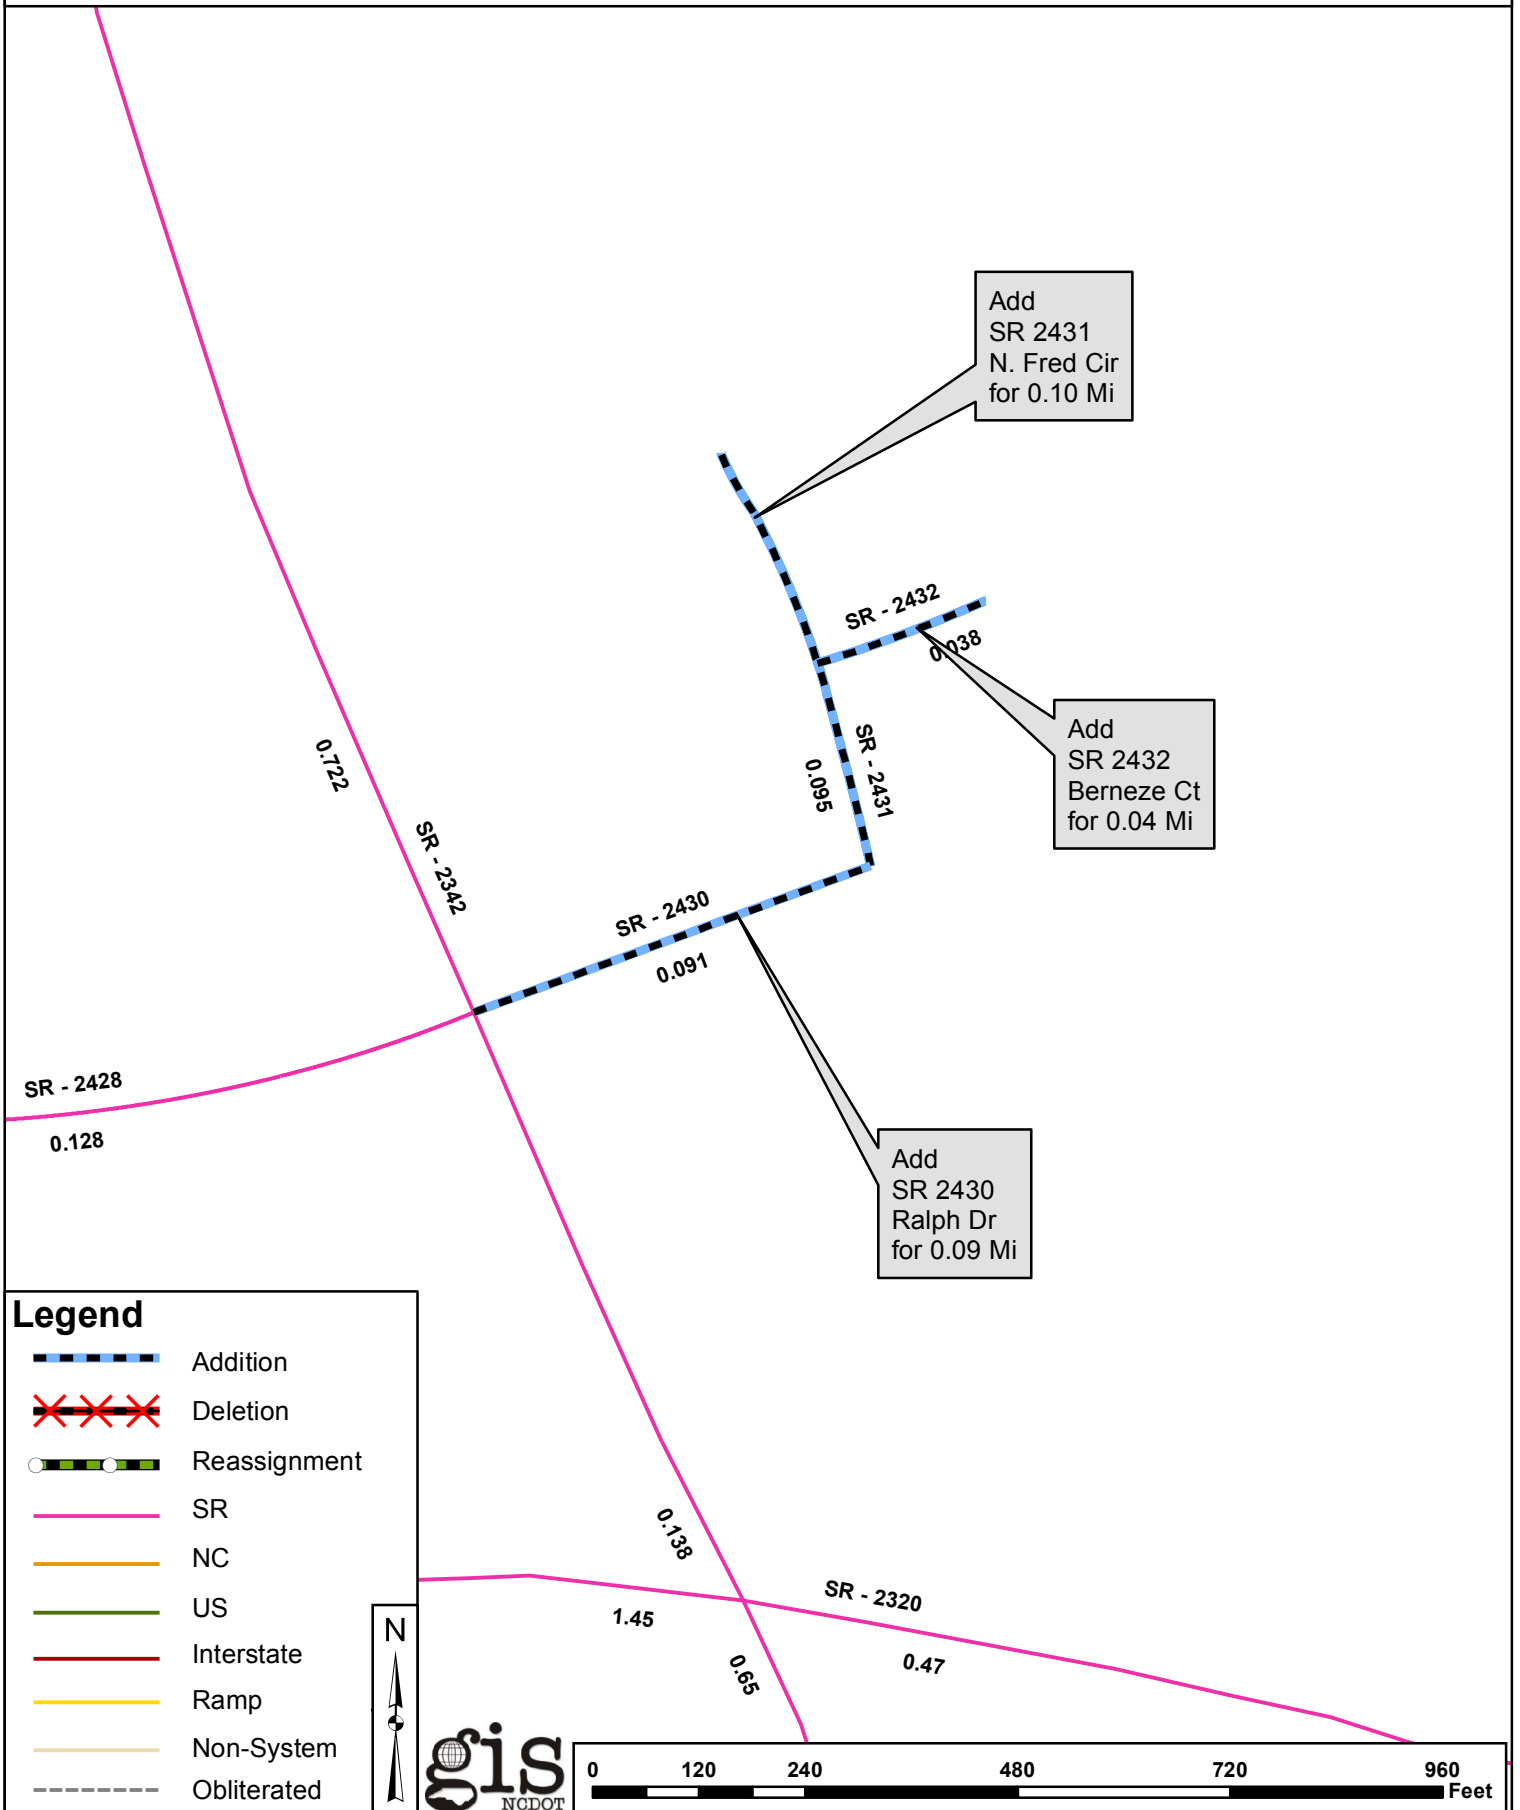 Add
SR 2431
N. Fred Cir
for 0.10 Mi
SR - 2432
0.038
Add
SR 2432
Berneze Ct
for 0.04 Mi
0.722
SR - 2431
0.095
SR - 2342
SR - 2430
0.091
SR - 2428
0.128
Add
SR 2430
Ralph Dr
for 0.09 Mi
0.138
SR - 2320
1.45
0.47
0.65
Legend
Addition
Deletion
Reassignment
SR
NC
US
Interstate
Ramp
Non-System
Obliterated
N
gis
NCDOT
0 120 240 480 720 960
Feet